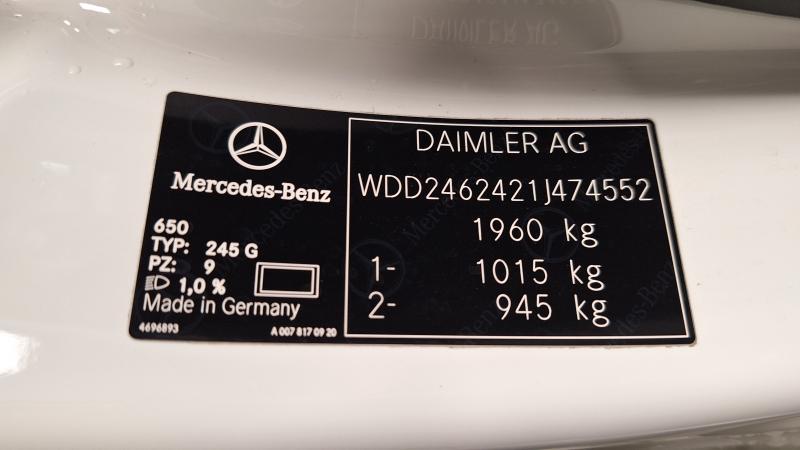 Mercedes-Benz
650
TYP: 245 G
PZ: 9
1,0 %
Made in Germany
4696893
A 007 817 09 20
DAIMLER AG
WDD2462421J474552
1960 kg
1- 1015 kg
2- 945 kg